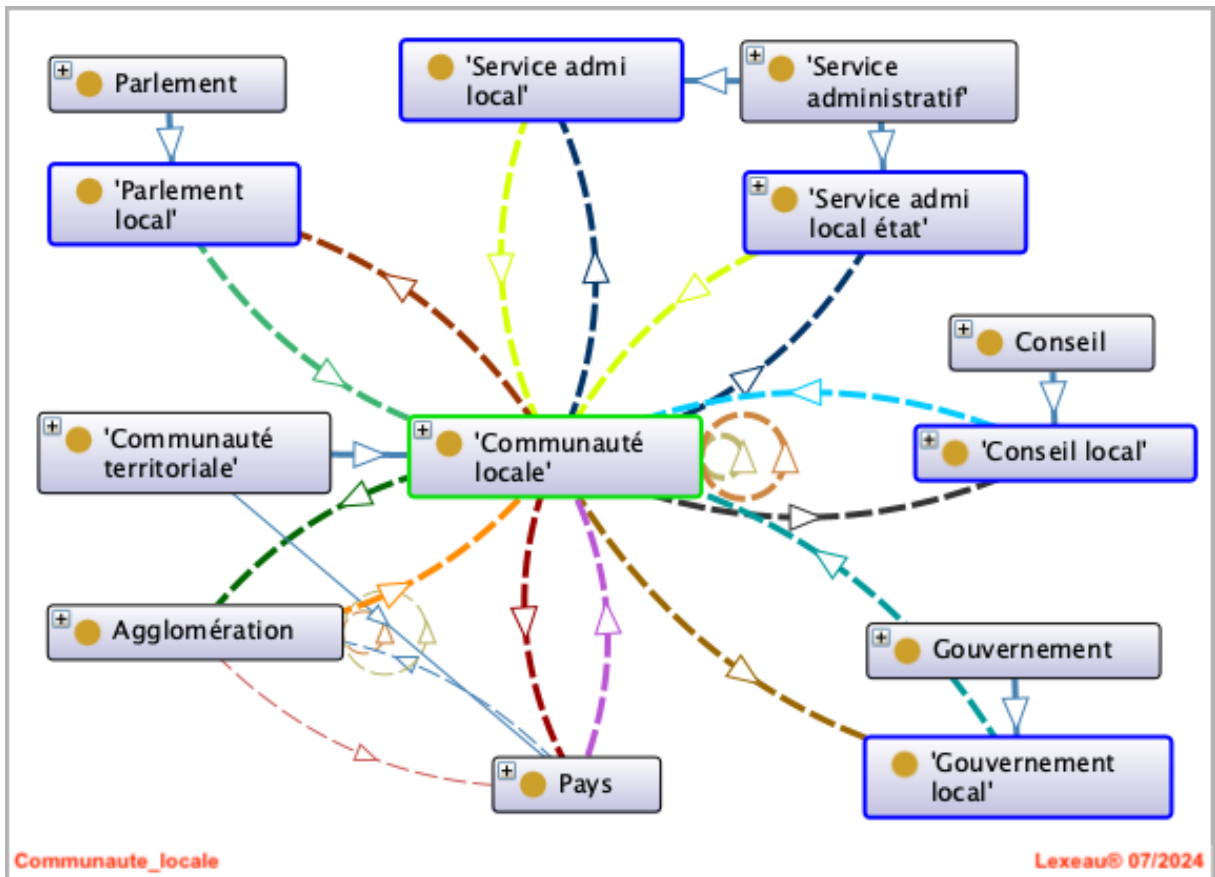 Parlement
'Service admi
local'
'Service
administratif'
'Parlement
local'
'Service admi
local état'
Conseil
'Communauté
territoriale'
'Communauté
locale'
'Conseil local'
Agglomération
Gouvernement
Pays
'Gouvernement
local'
Communaute_locale
Lexeau® 07/2024